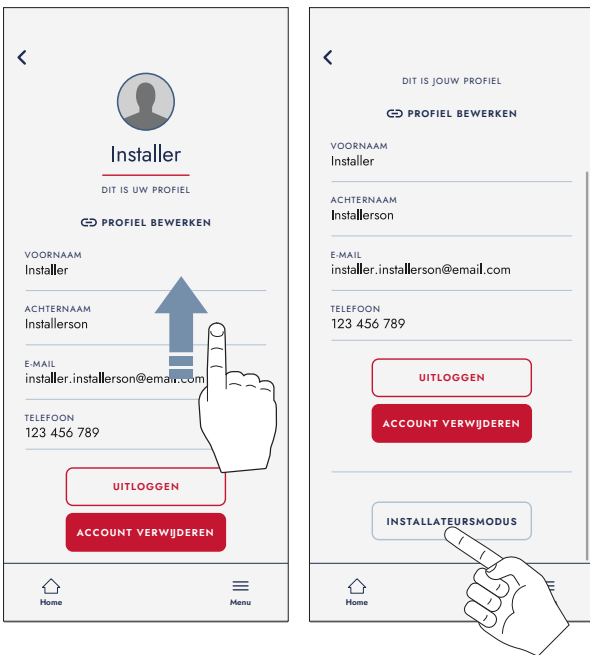 Installer
DIT IS UW PROFIEL
PROFIEL BEWERKEN
VOORNAAM
Installer
ACHTERNAAM
Installerson
E-MAIL
installer.installerson@email.com
TELEFOON
123 456 789
UITLOGGEN
ACCOUNT VERWIJDEREN
Home
Menu
DIT IS JOUW PROFIEL
PROFIEL BEWERKEN
VOORNAAM
Installer
ACHTERNAAM
Installerson
E-MAIL
installer.installerson@email.com
TELEFOON
123 456 789
UITLOGGEN
ACCOUNT VERWIJDEREN
INSTALLATEURSMODUS
Home